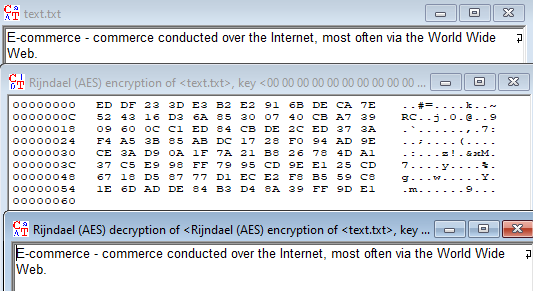 text.txt
E-commerce - commerce conducted over the Internet, most often via the World Wide
Web.
Rijndael (AES) encryption of <text.txt>, key <00 00 00 00 00 00 00 00 00 00 ...
00000000 ED DF 23 3D E3 B2 E2 91 6B DE CA 7E ..#=....k..~
0000000C 52 43 16 D3 6A 85 30 07 40 CB A7 39 RC..j.0.@..9
00000018 09 60 0C C1 ED 84 CB DE 2C ED 37 3A .`......,.7:
00000024 F4 A5 3B 85 AB DC 17 28 F0 94 AD 9E ..;....(....
00000030 CE 3A D9 0A 1F 7A 21 B8 26 78 4D A1 .:...z!.&xM.
0000003C 37 C5 E9 98 FF 79 95 CD 9E E1 25 CD 7....y....%.
00000048 67 18 D5 87 77 D1 EC E2 F8 B5 59 C8 g...w.....Y.
00000054 1E 6D AD DE 84 B3 D4 8A 39 FF 9D E1 .m......9...
00000060
Rijndael (AES) decryption of <Rijndael (AES) encryption of <text.txt>, key ...
E-commerce - commerce conducted over the Internet, most often via the World Wide
Web.